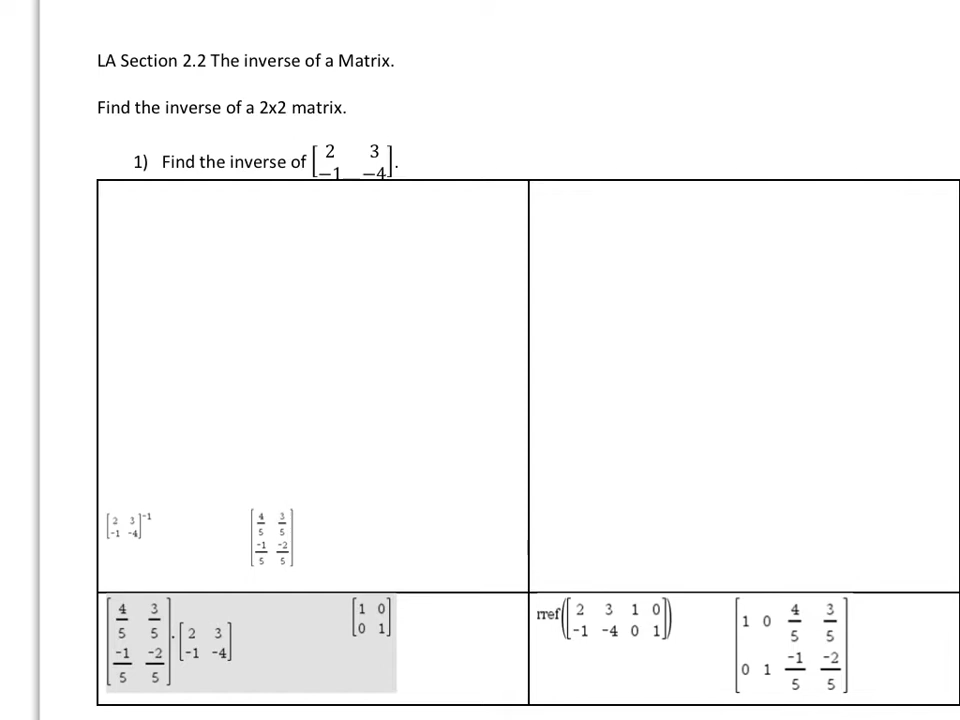 LA Section 2.2 The inverse of a Matrix.
Find the inverse of a 2x2 matrix.
1) Find the inverse of [2 3; −1 −4].
[2 3; -1 -4]^-1 [4/5 3/5; -1/5 -2/5]
[4/5 3/5; -1/5 -2/5]·[2 3; -1 -4] [1 0; 0 1]
rref([2 3 1 0; -1 -4 0 1]) [1 0 4/5 3/5; 0 1 -1/5 -2/5]